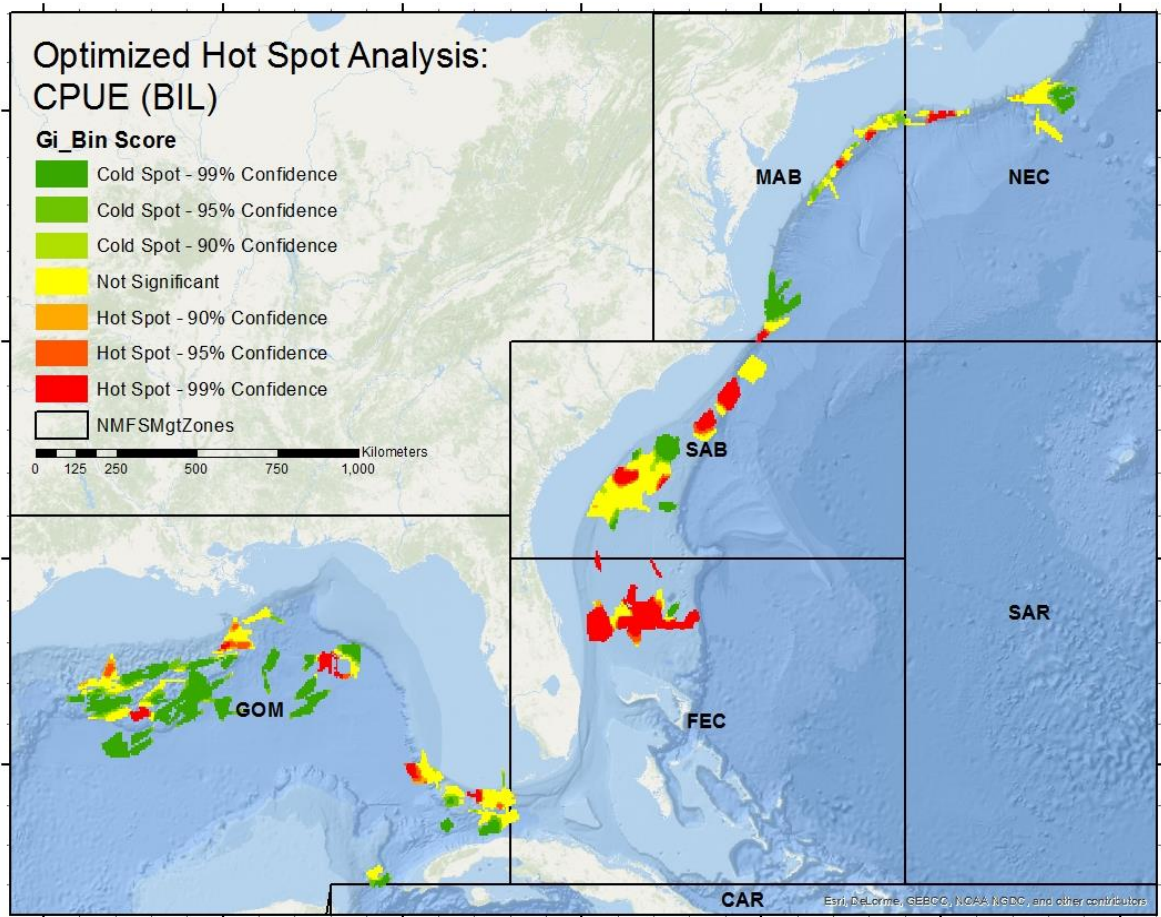 Optimized Hot Spot Analysis:
CPUE (BIL)
Gi_Bin Score
Cold Spot - 99% Confidence
Cold Spot - 95% Confidence
Cold Spot - 90% Confidence
Not Significant
Hot Spot - 90% Confidence
Hot Spot - 95% Confidence
Hot Spot - 99% Confidence
NMFSMgtZones
Kilometers
0 125 250 500 750 1,000
MAB
NEC
SAB
SAR
GOM
FEC
CAR
Esri, DeLorme, GEBCO, NOAA NGDC, and other contributors